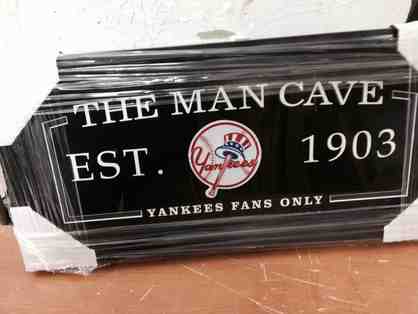 THE MAN CAVE
EST. Yankees 1903
YANKEES FANS ONLY